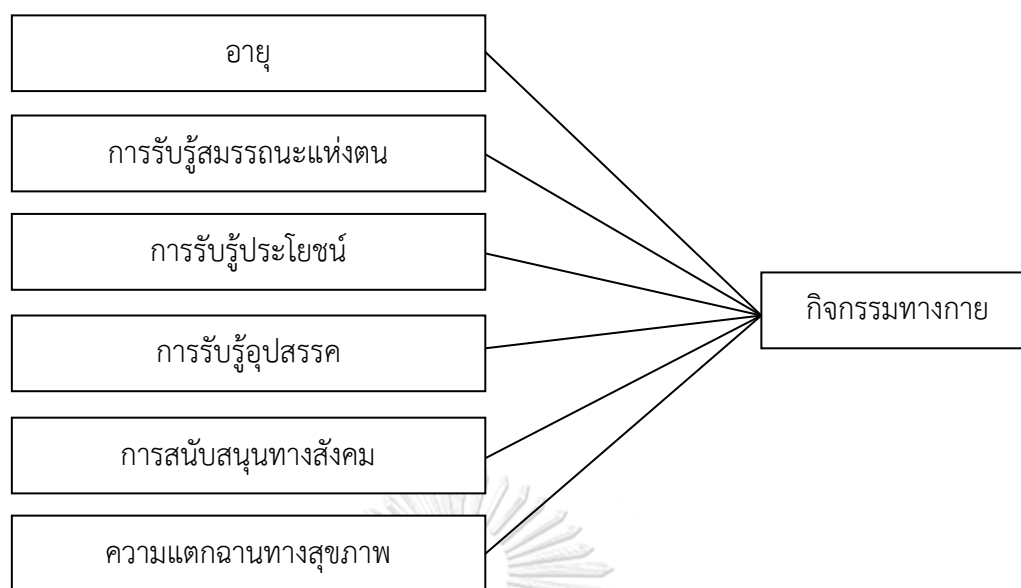 อายุ
การรับรู้สมรรถนะแห่งตน
การรับรู้ประโยชน์
การรับรู้อุปสรรค
การสนับสนุนทางสังคม
ความแตกฉานทางสุขภาพ
กิจกรรมทางกาย